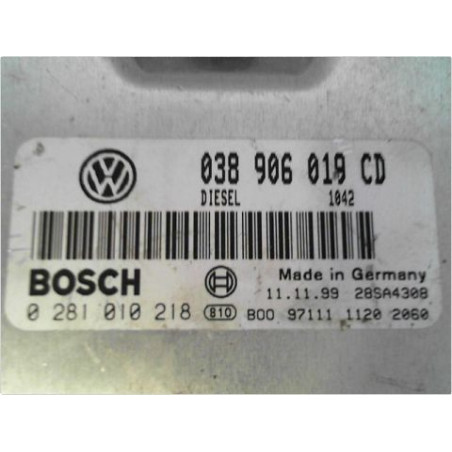 038 906 019 CD
DIESEL 1042
BOSCH Made in Germany
11.11.99 28SA4308
0 281 010 218 810 B00 97111 1120 2060